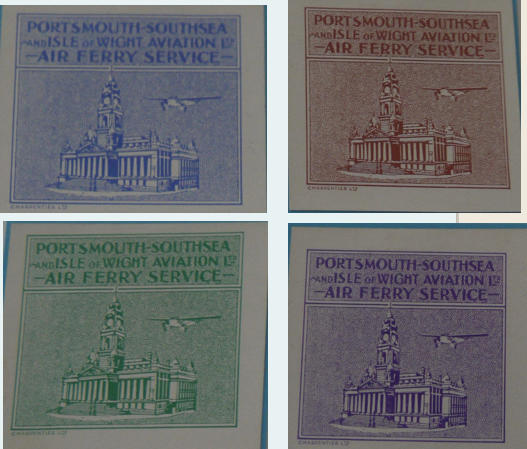 PORTSMOUTH-SOUTHSEA
AND ISLE OF WIGHT AVIATION LTD
-AIR FERRY SERVICE-
CHARPENTIER LTD
PORTSMOUTH-SOUTHSEA
AND ISLE OF WIGHT AVIATION LTD
-AIR FERRY SERVICE-
CHARPENTIER LTD
PORTSMOUTH-SOUTHSEA
AND ISLE OF WIGHT AVIATION LTD
-AIR FERRY SERVICE-
CHARPENTIER LTD
PORTSMOUTH-SOUTHSEA
AND ISLE OF WIGHT AVIATION LTD
-AIR FERRY SERVICE-
CHARPENTIER LTD